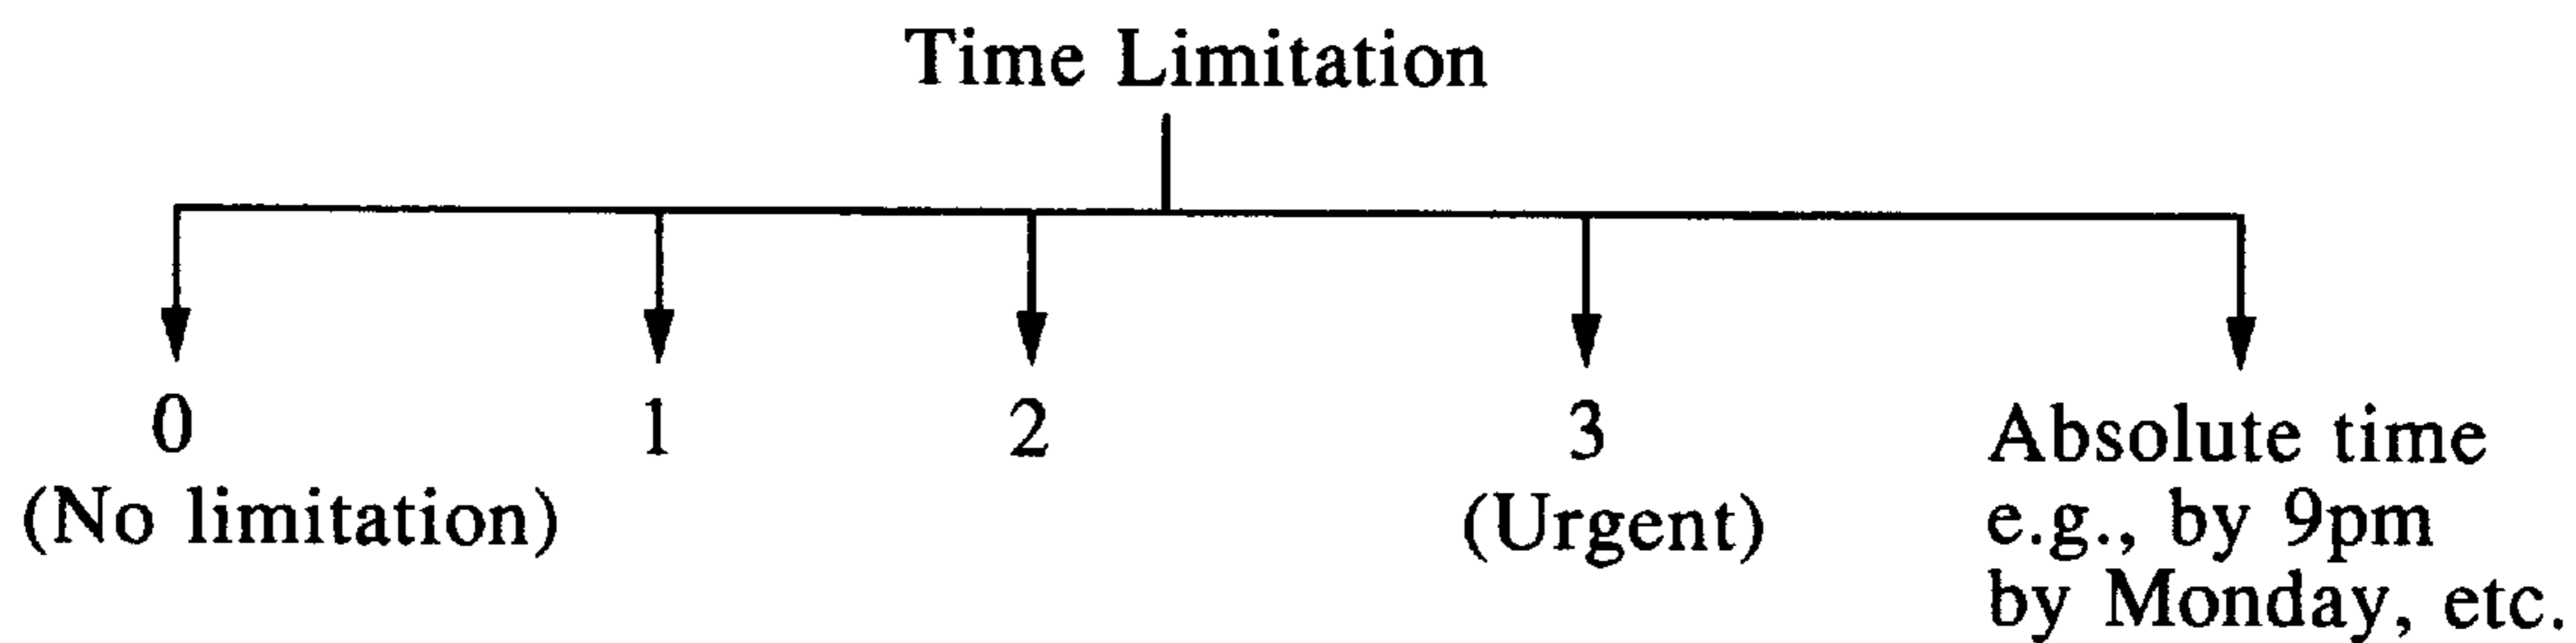 Time Limitation
0
(No limitation)
1
2
3
(Urgent)
Absolute time
e.g., by 9pm
by Monday, etc.